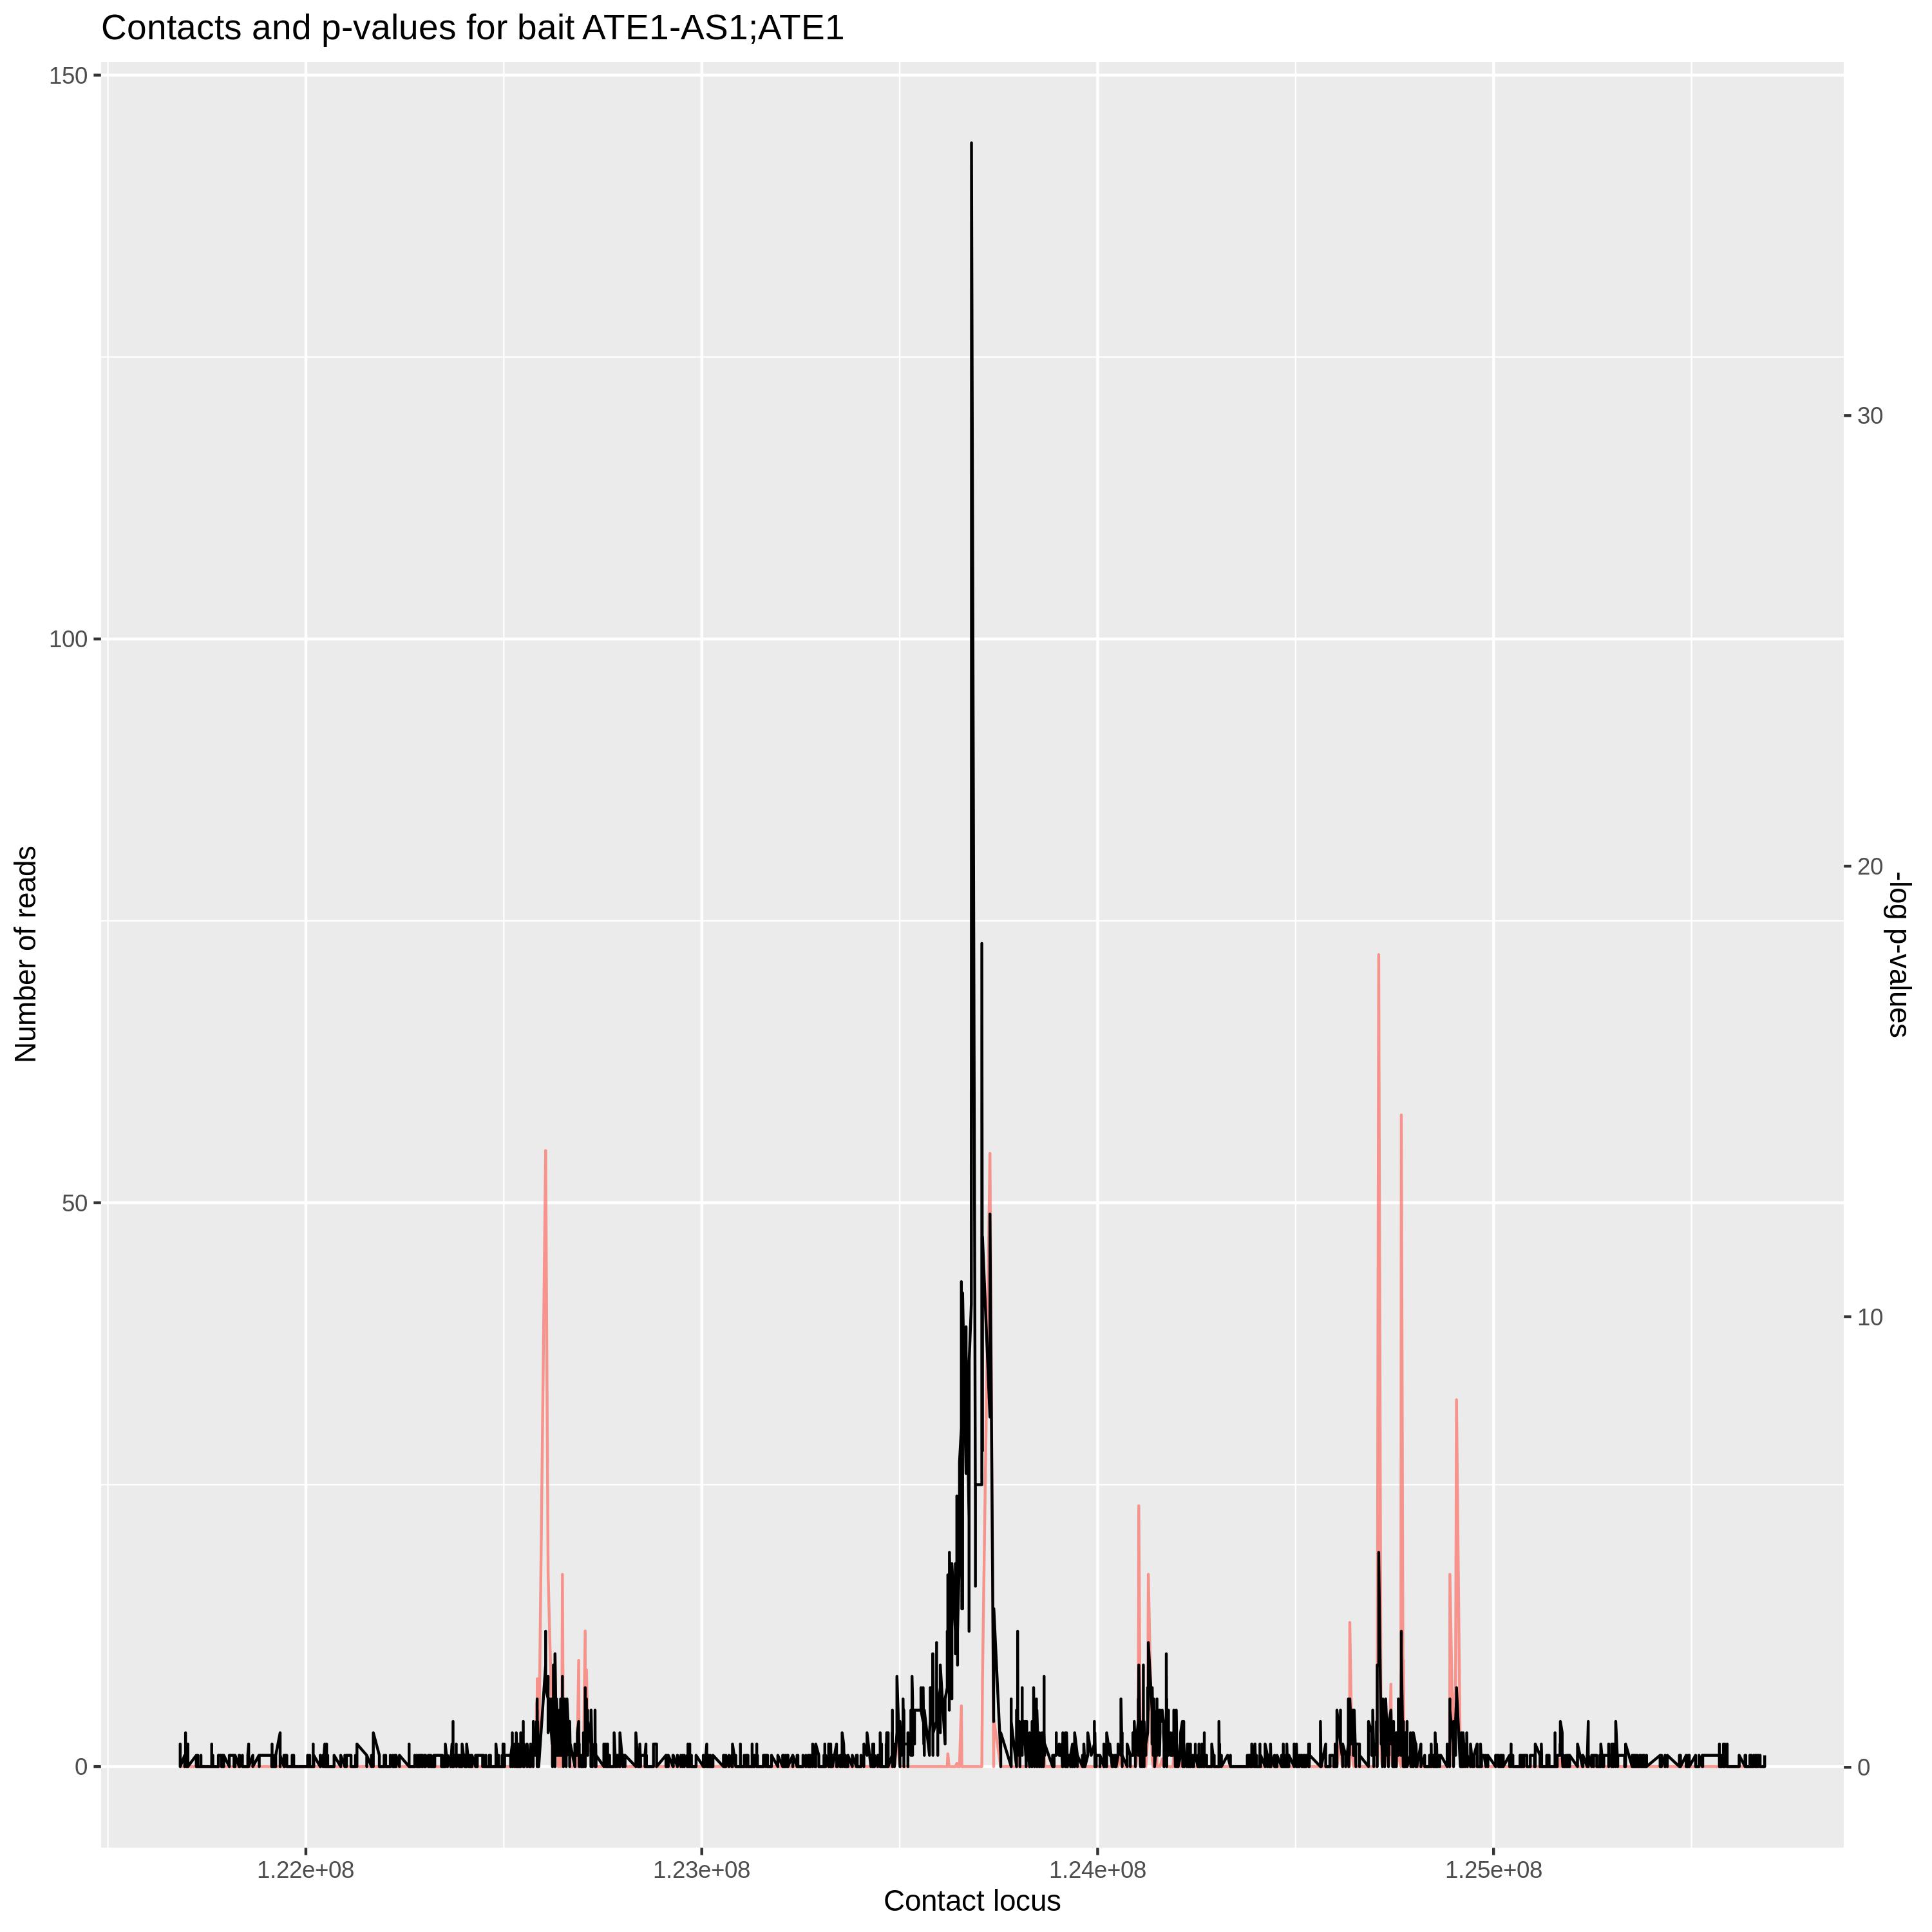 Contacts and p-values for bait ATE1-AS1;ATE1
150
100
50
0
Number of reads
30
20
10
0
-log p-values
1.22e+08 1.23e+08 1.24e+08 1.25e+08
Contact locus